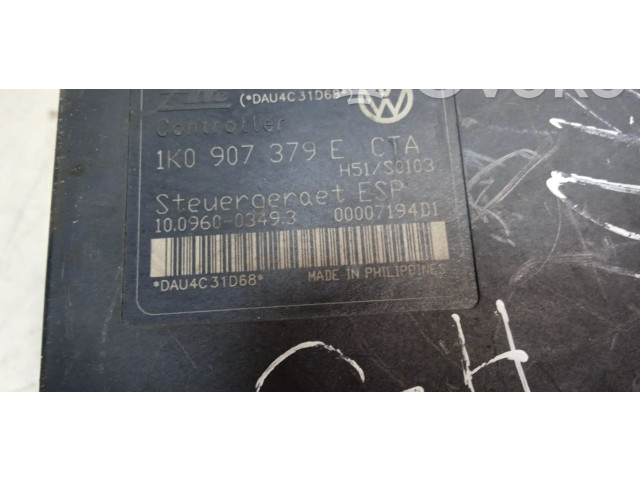 (*DAU4C31D68*)
Controller
1K0 907 379 E CTA
H51/S0103
Steuergeraet ESP
10.0960-0349.3 00007194D1
*DAU4C31D68* MADE IN PHILIPPINES
C-H